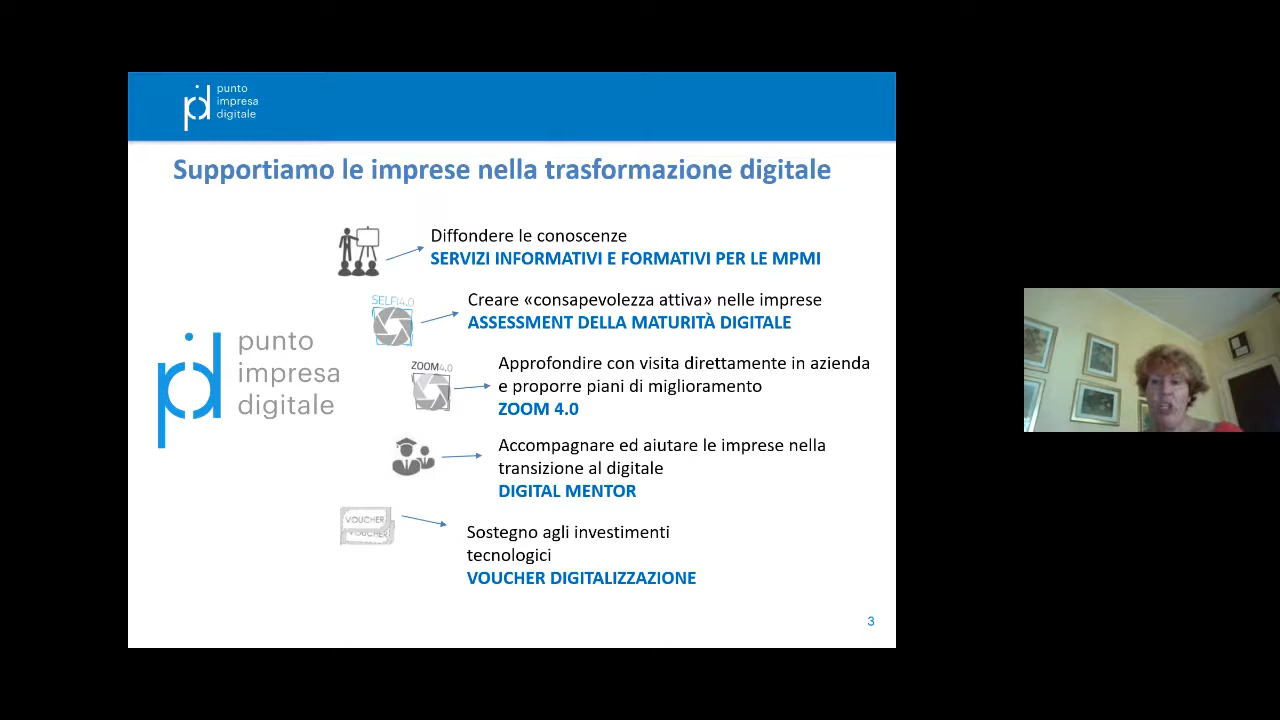 punto
impresa
digitale
Supportiamo le imprese nella trasformazione digitale
Diffondere le conoscenze
SERVIZI INFORMATIVI E FORMATIVI PER LE MPMI
SELFI4.0
Creare «consapevolezza attiva» nelle imprese
ASSESSMENT DELLA MATURITÀ DIGITALE
punto
impresa
digitale
ZOOM4.0
Approfondire con visita direttamente in azienda
e proporre piani di miglioramento
ZOOM 4.0
Accompagnare ed aiutare le imprese nella
transizione al digitale
DIGITAL MENTOR
VOUCHER
VOUCHER
Sostegno agli investimenti
tecnologici
VOUCHER DIGITALIZZAZIONE
3